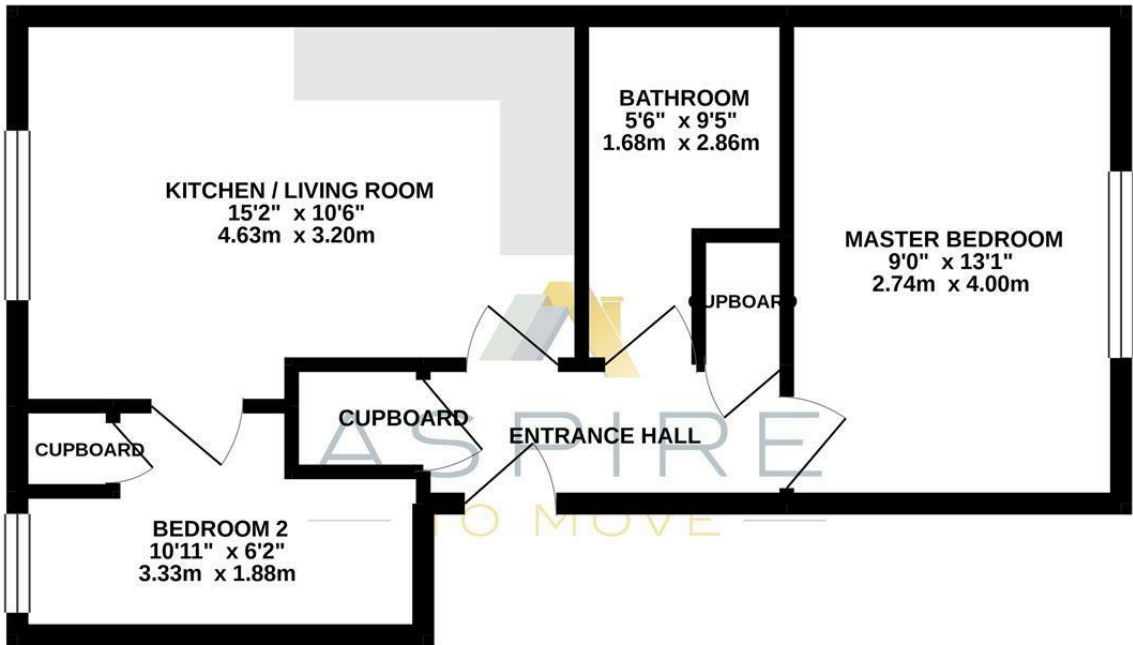 BATHROOM
5'6" x 9'5"
1.68m x 2.86m
KITCHEN / LIVING ROOM
15'2" x 10'6"
4.63m x 3.20m
MASTER BEDROOM
9'0" x 13'1"
2.74m x 4.00m
CUPBOARD
CUPBOARD
ENTRANCE HALL
ASPIRE
TO MOVE
CUPBOARD
BEDROOM 2
10'11" x 6'2"
3.33m x 1.88m